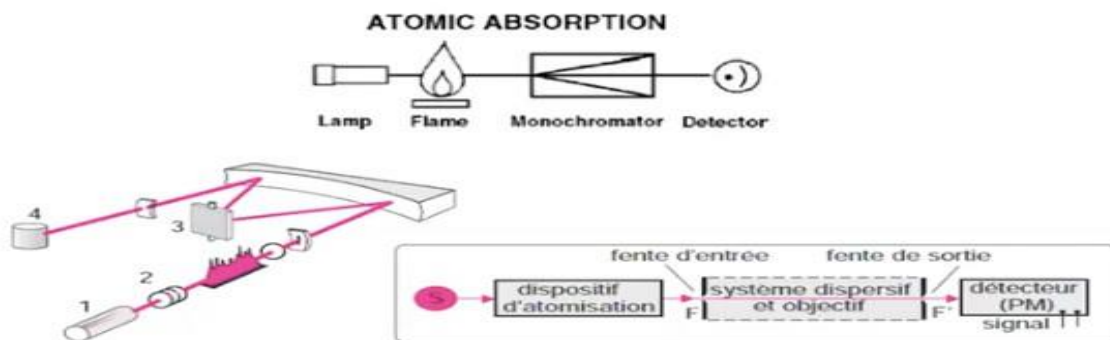 ATOMIC ABSORPTION
Lamp Flame Monochromator Detector
4
3
2
1
fente d'entrée fente de sortie
S
dispositif
d'atomisation
F
système dispersif
et objectif
F'
détecteur
(PM)
signal